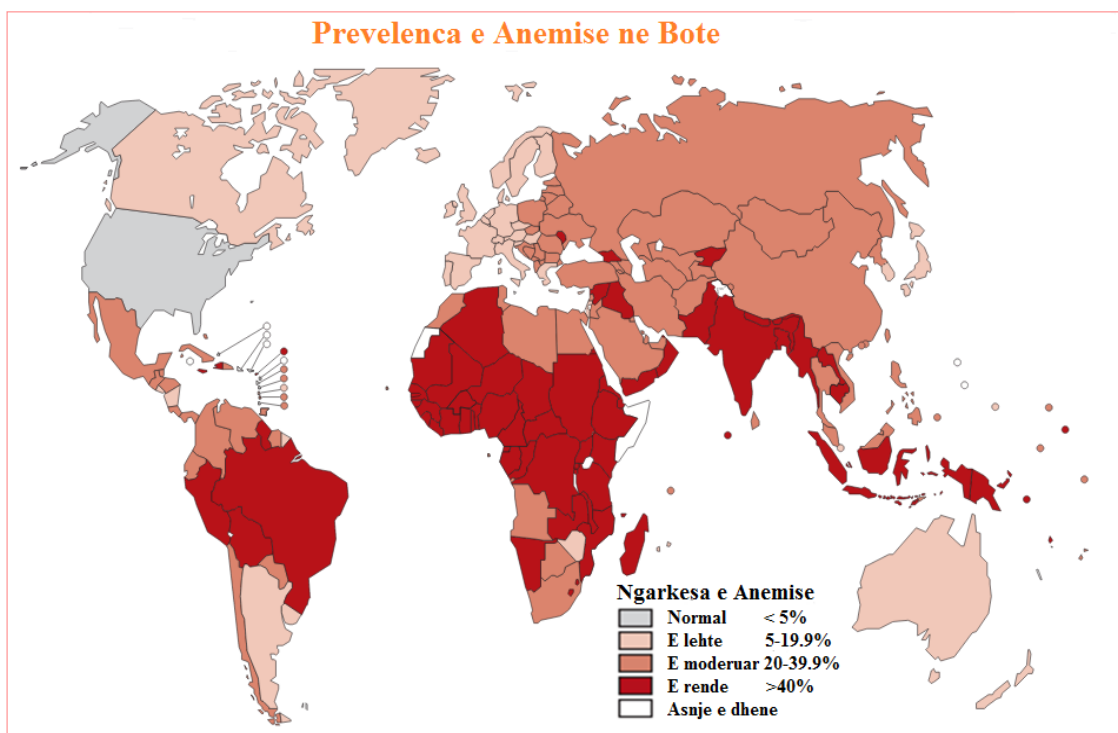 Prevelenca e Anemise ne Bote
Ngarkesa e Anemise
Normal < 5%
E lehte 5-19.9%
E moderuar 20-39.9%
E rende >40%
Asnje e dhene